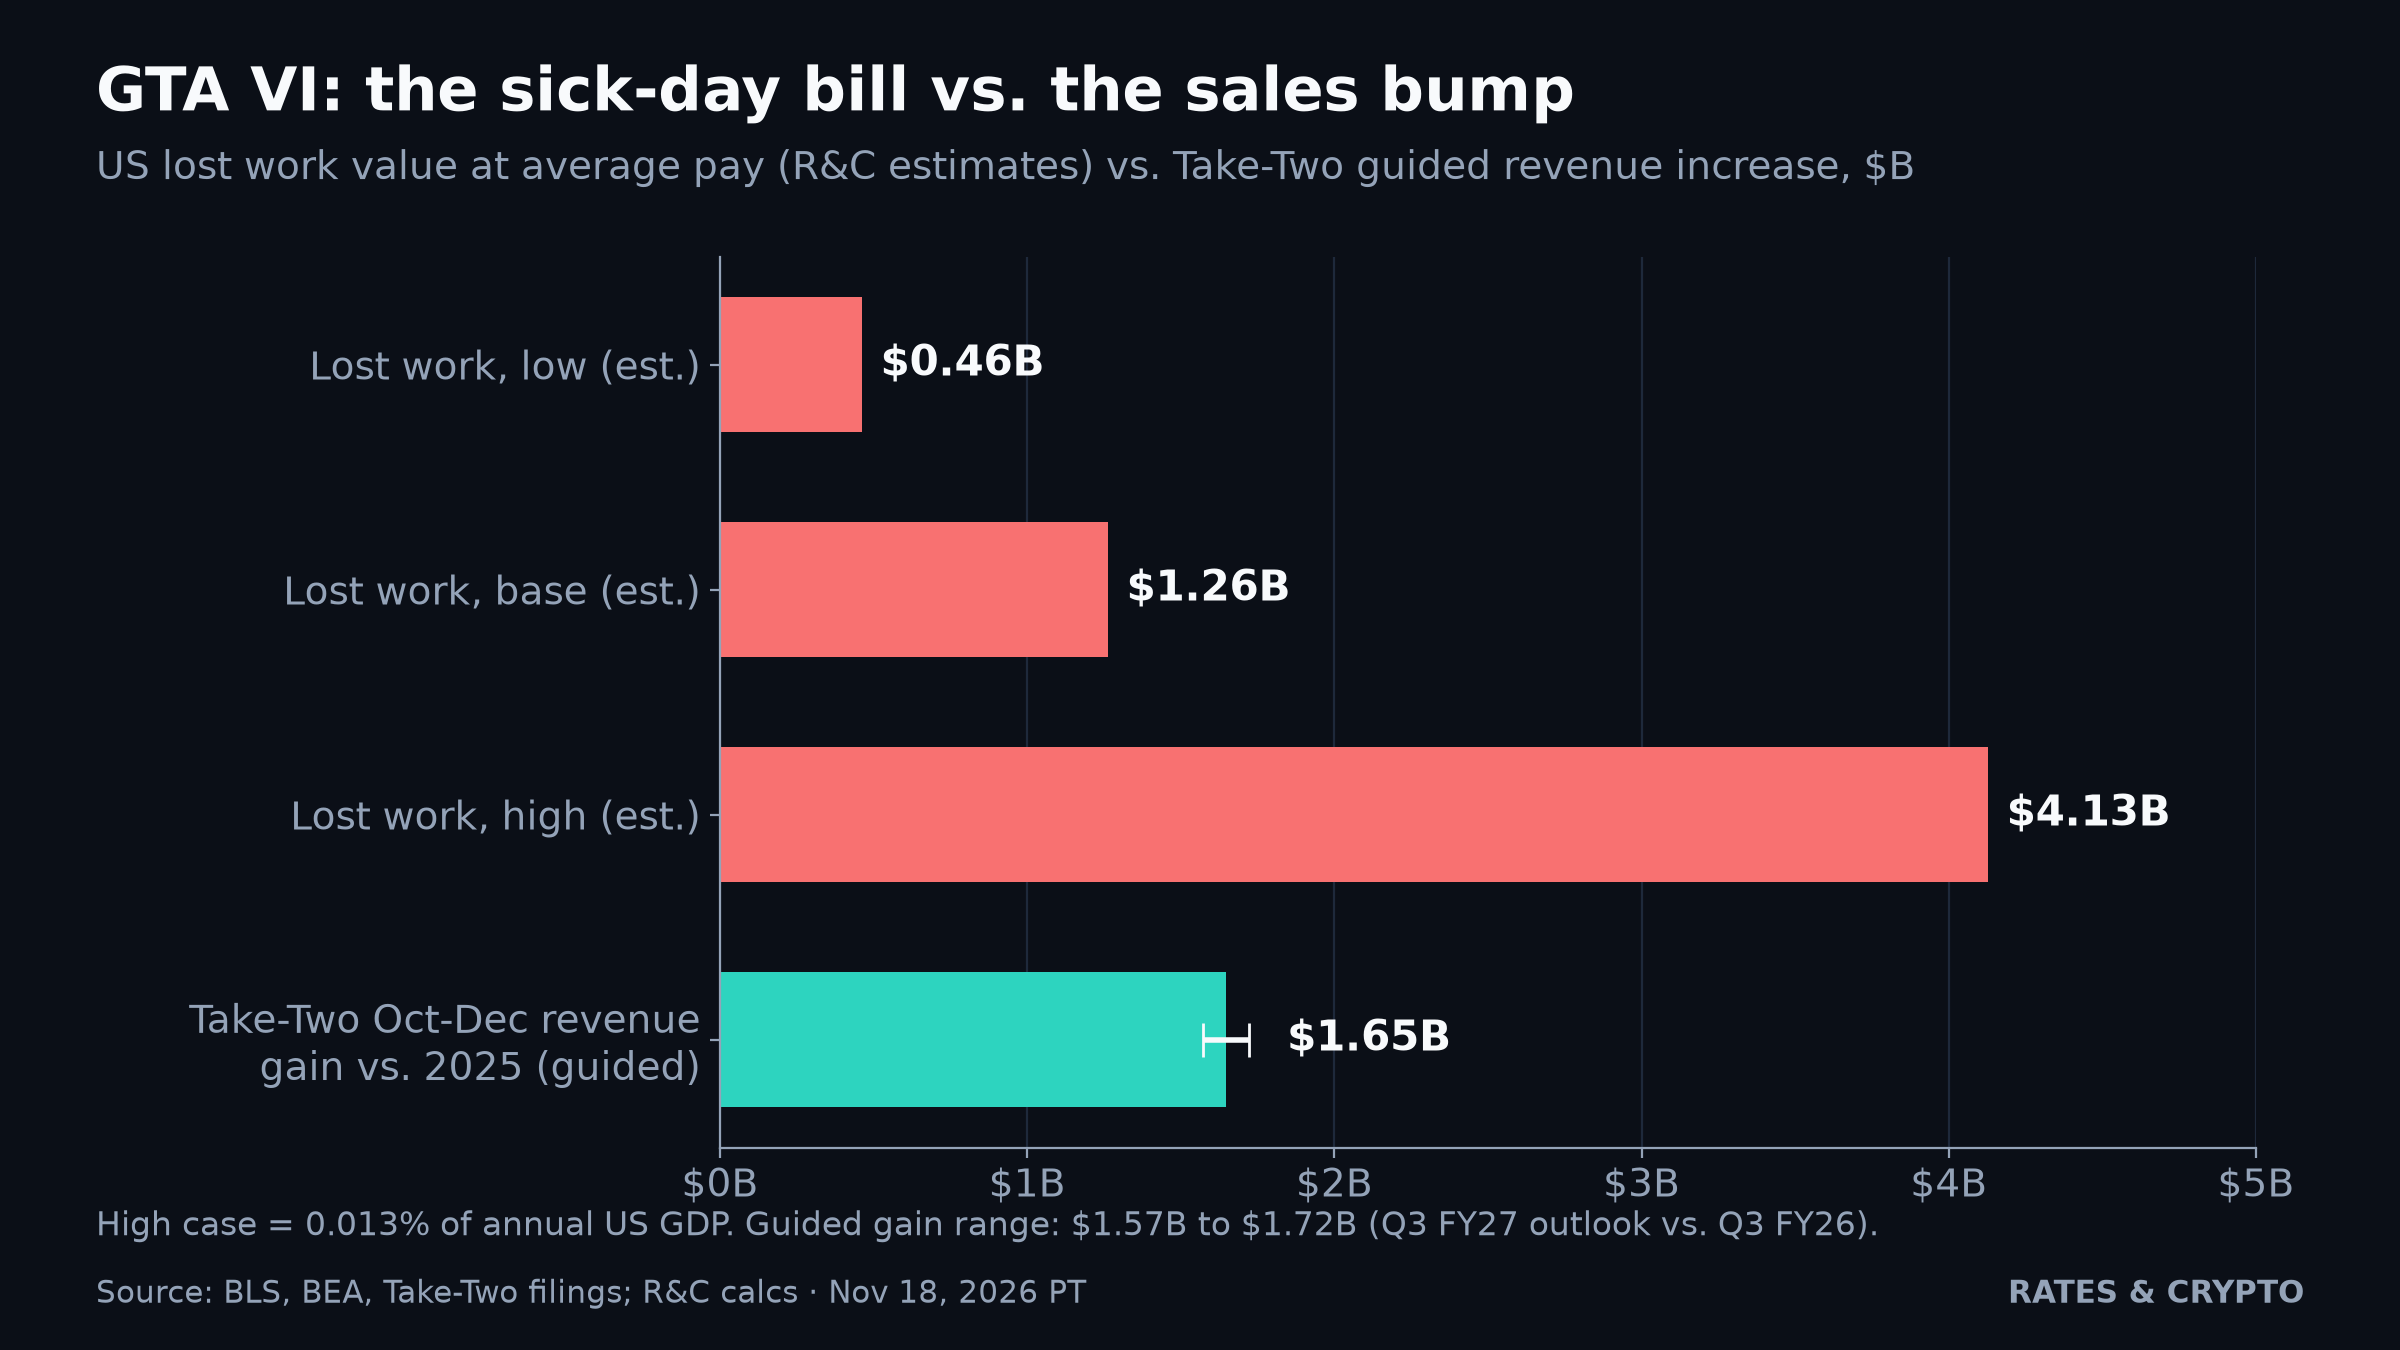 GTA VI: the sick-day bill vs. the sales bump
US lost work value at average pay (R&C estimates) vs. Take-Two guided revenue increase, $B
Lost work, low (est.)
$0.46B
Lost work, base (est.)
$1.26B
Lost work, high (est.)
$4.13B
Take-Two Oct-Dec revenue
gain vs. 2025 (guided)
$1.65B
$0B $1B $2B $3B $4B $5B
High case = 0.013% of annual US GDP. Guided gain range: $1.57B to $1.72B (Q3 FY27 outlook vs. Q3 FY26).
Source: BLS, BEA, Take-Two filings; R&C calcs · Nov 18, 2026 PT
RATES & CRYPTO